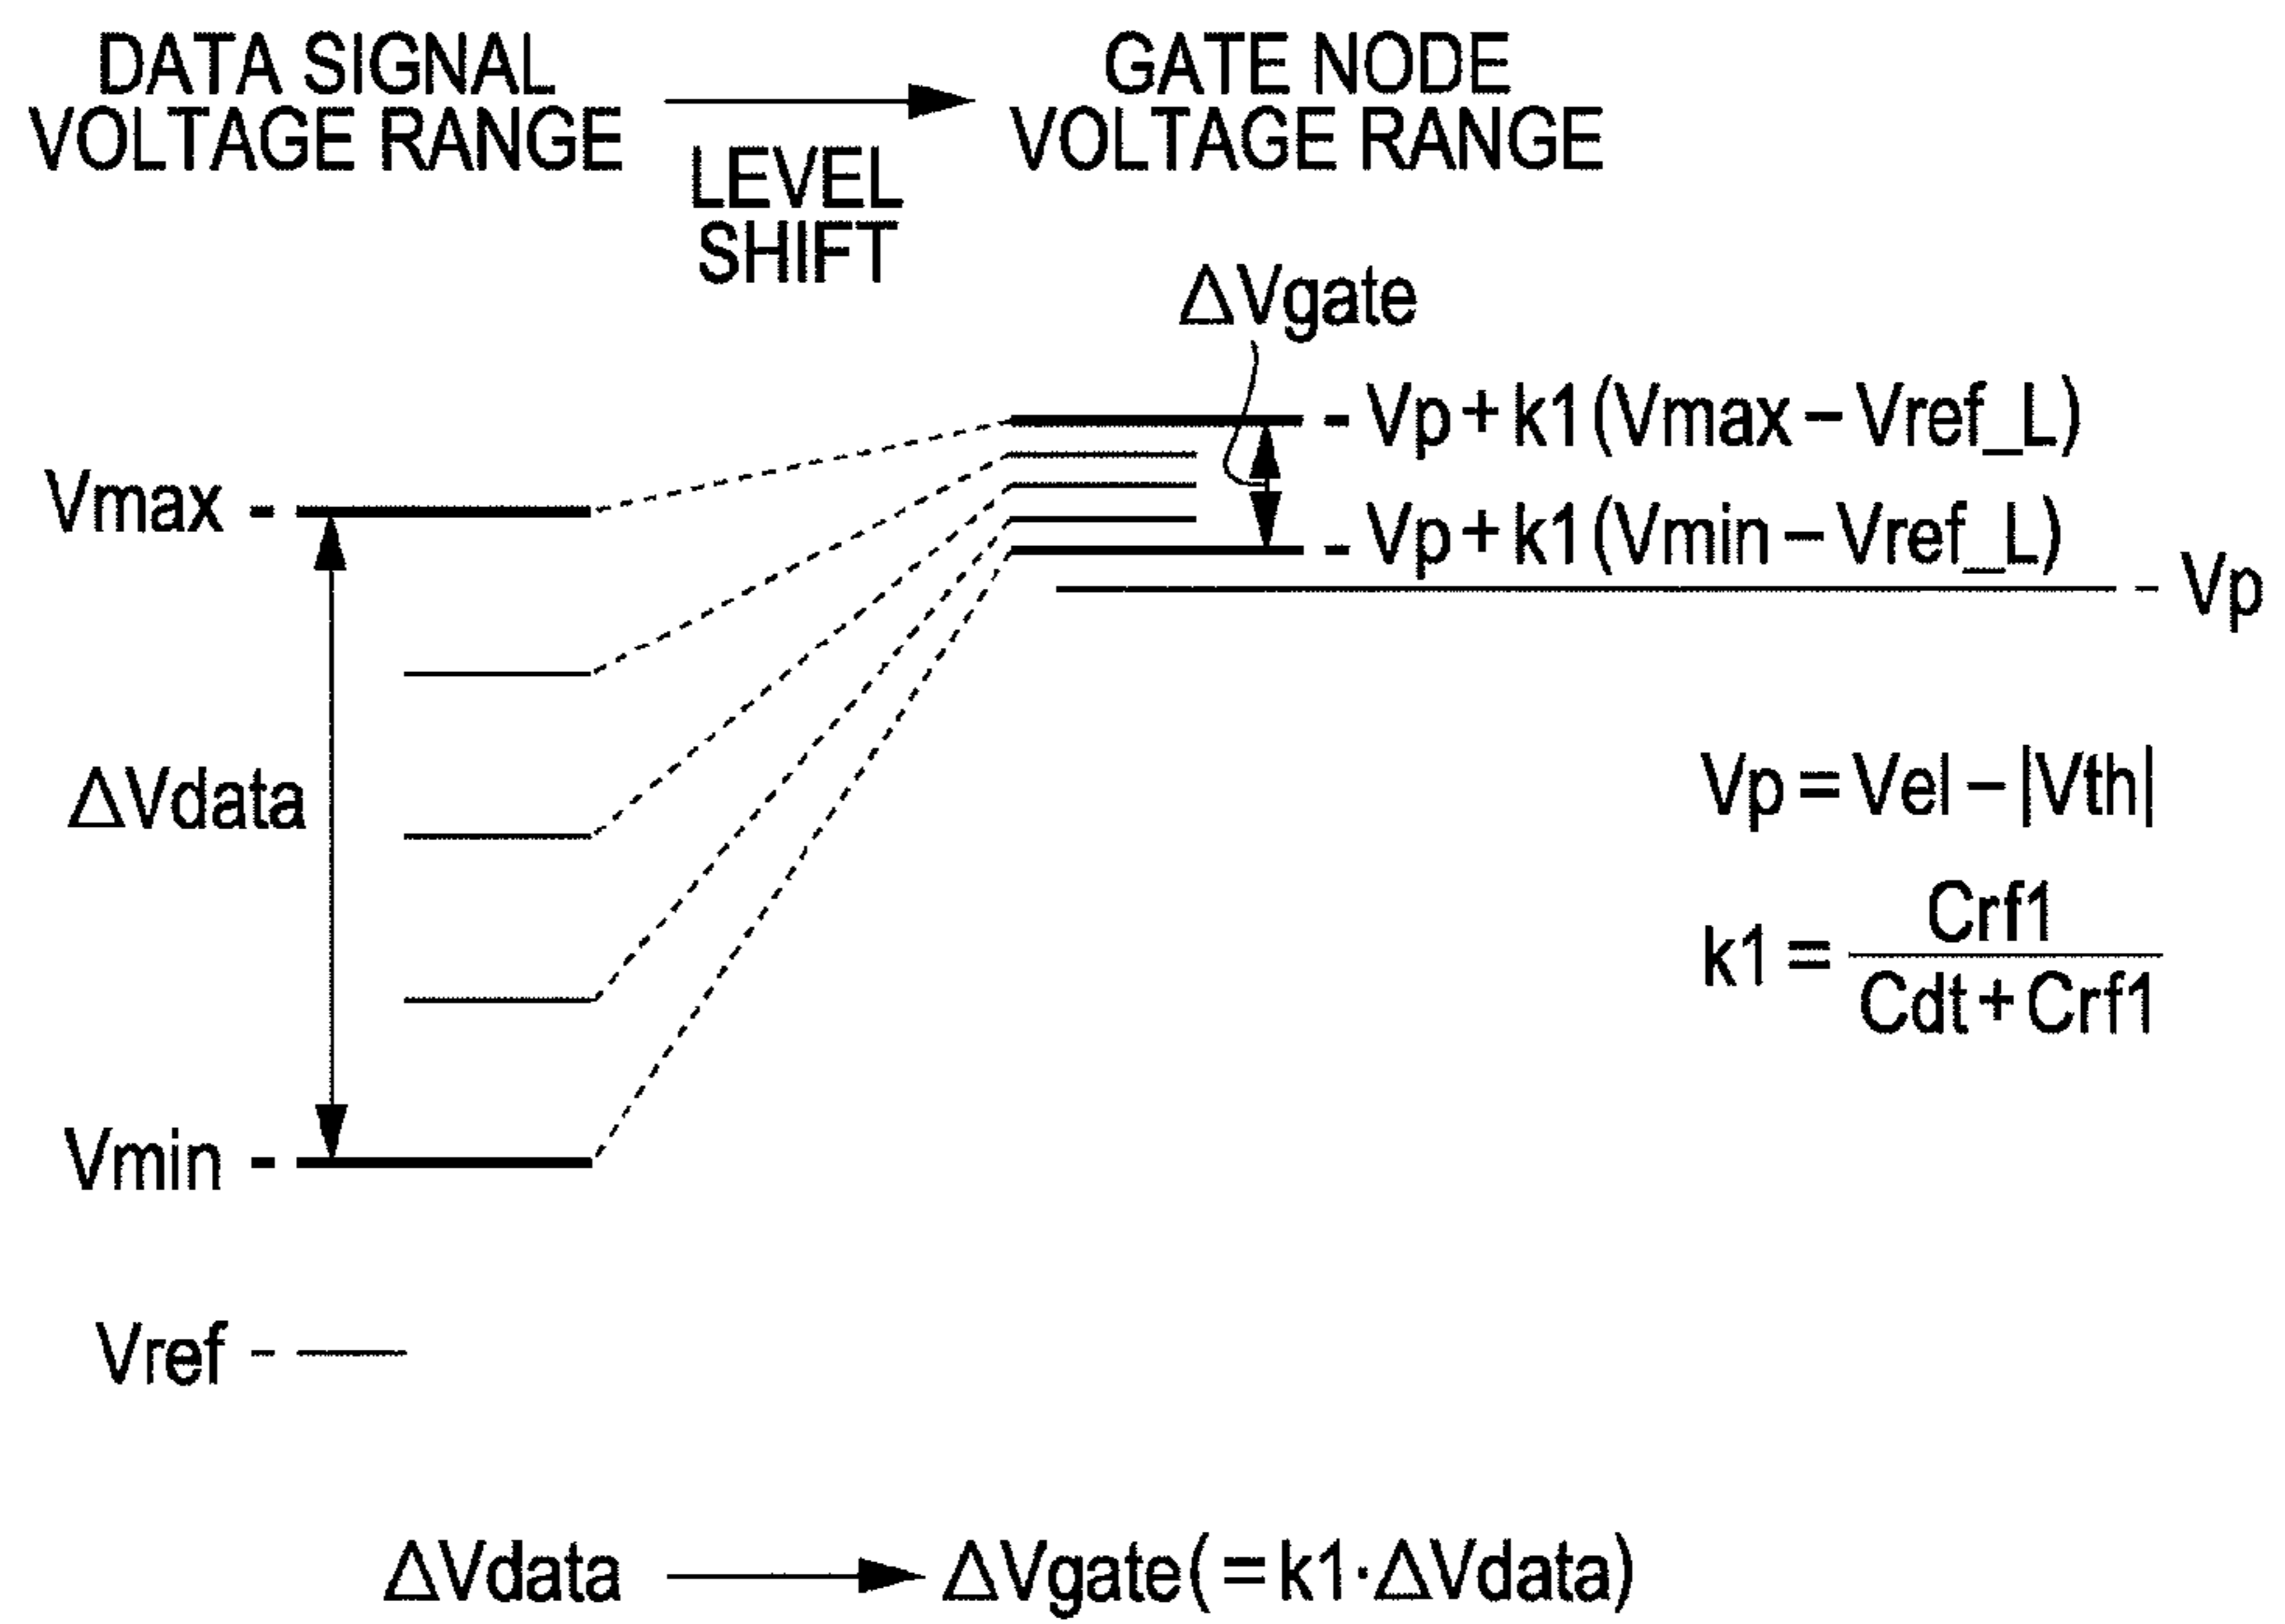 DATA SIGNAL
VOLTAGE RANGE
LEVEL
SHIFT
GATE NODE
VOLTAGE RANGE
ΔVgate
Vp + k1 (Vmax – Vref_L)
Vmax
Vp + k1 (Vmin – Vref_L)
Vp
ΔVdata
Vp = Vel – |Vth|
k1 = Crf1
Cdt + Crf1
Vmin
Vref
ΔVdata → ΔVgate( = k1·ΔVdata)